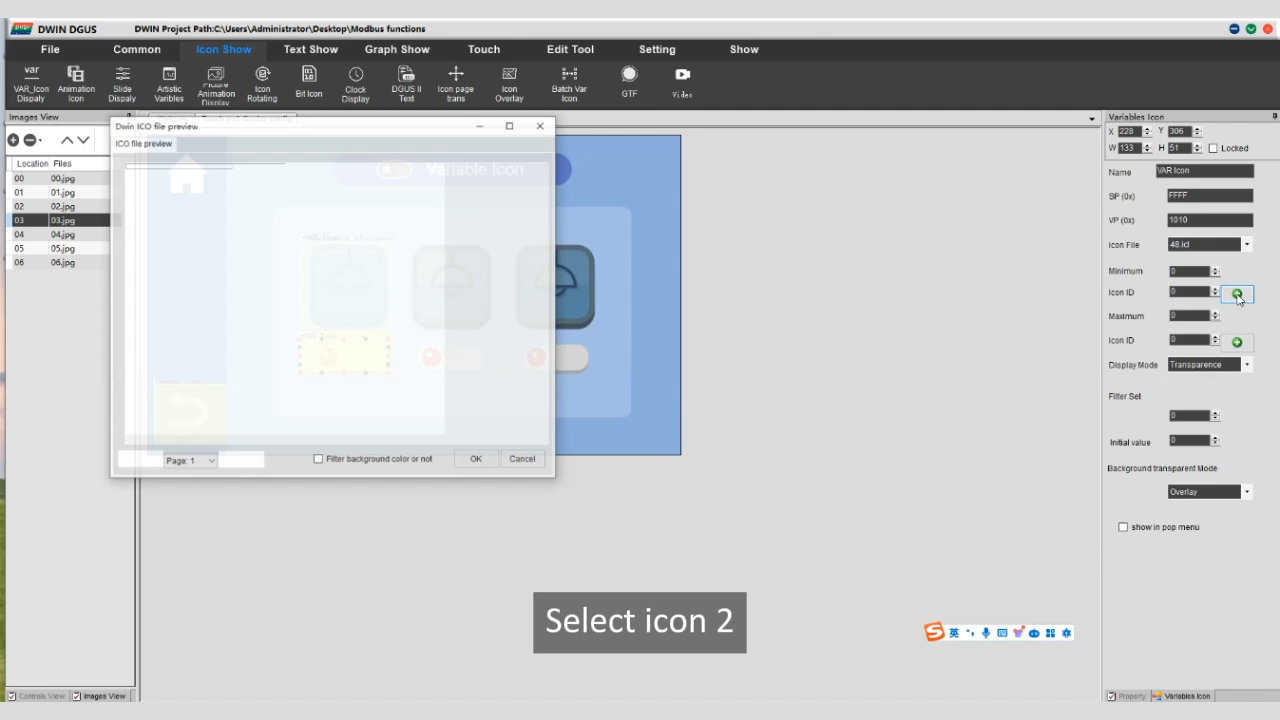 DWIN DGUS DWIN Project Path:C:\Users\Administrator\Desktop\Modbus functions
File Common Icon Show Text Show Graph Show Touch Edit Tool Setting Show
var
VAR_Icon Dispaly
Animation Icon
Slide Dispaly
Artistic Varibles
Picture Animation Display
Icon Rotating
Bit Icon
Clock Display
DGUS II Text
Icon page trans
Icon Overlay
Batch Var Icon
GTF
Video
Images View
Location Files
00 00.jpg
01 01.jpg
02 02.jpg
03 03.jpg
04 04.jpg
05 05.jpg
06 06.jpg
Dwin ICO file preview
ICO file preview
Variable Icon
Page: 1
Filter background color or not
OK Cancel
Variables Icon
X 228 Y 306
W 133 H 51 Locked
Name VAR Icon
SP (0x) FFFF
VP (0x) 1010
Icon File 48.icl
Minimum 0
Icon ID 0
Maximum 0
Icon ID 0
Display Mode Transparence
Filter Set
0
Initial value 0
Background transparent Mode
Overlay
show in pop menu
Select icon 2
英
Controls View Images View
Property Variables Icon